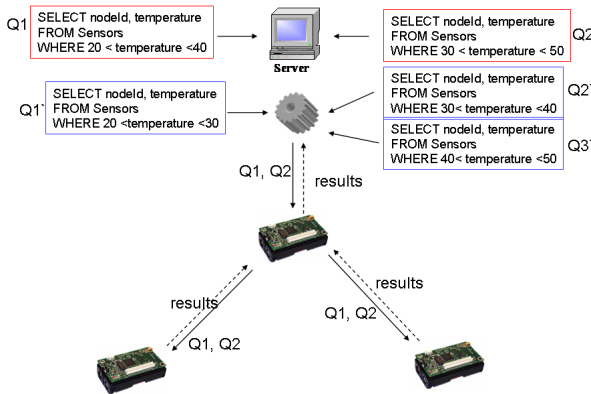 Q1
SELECT nodeId, temperature
FROM Sensors
WHERE 20 < temperature <40
SELECT nodeId, temperature
FROM Sensors
WHERE 30 < temperature < 50
Q2
Server
Q1`
SELECT nodeId, temperature
FROM Sensors
WHERE 20 <temperature <30
SELECT nodeId, temperature
FROM Sensors
WHERE 30< temperature <40
Q2`
SELECT nodeId, temperature
FROM Sensors
WHERE 40< temperature <50
Q3`
Q1, Q2
results
results
Q1, Q2
Q1, Q2
results